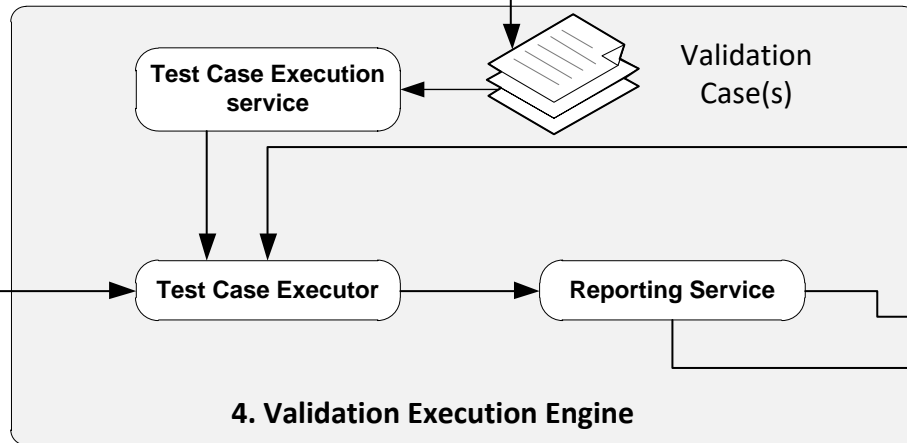 Validation
Case(s)
Test Case Execution
service
Test Case Executor
Reporting Service
4. Validation Execution Engine